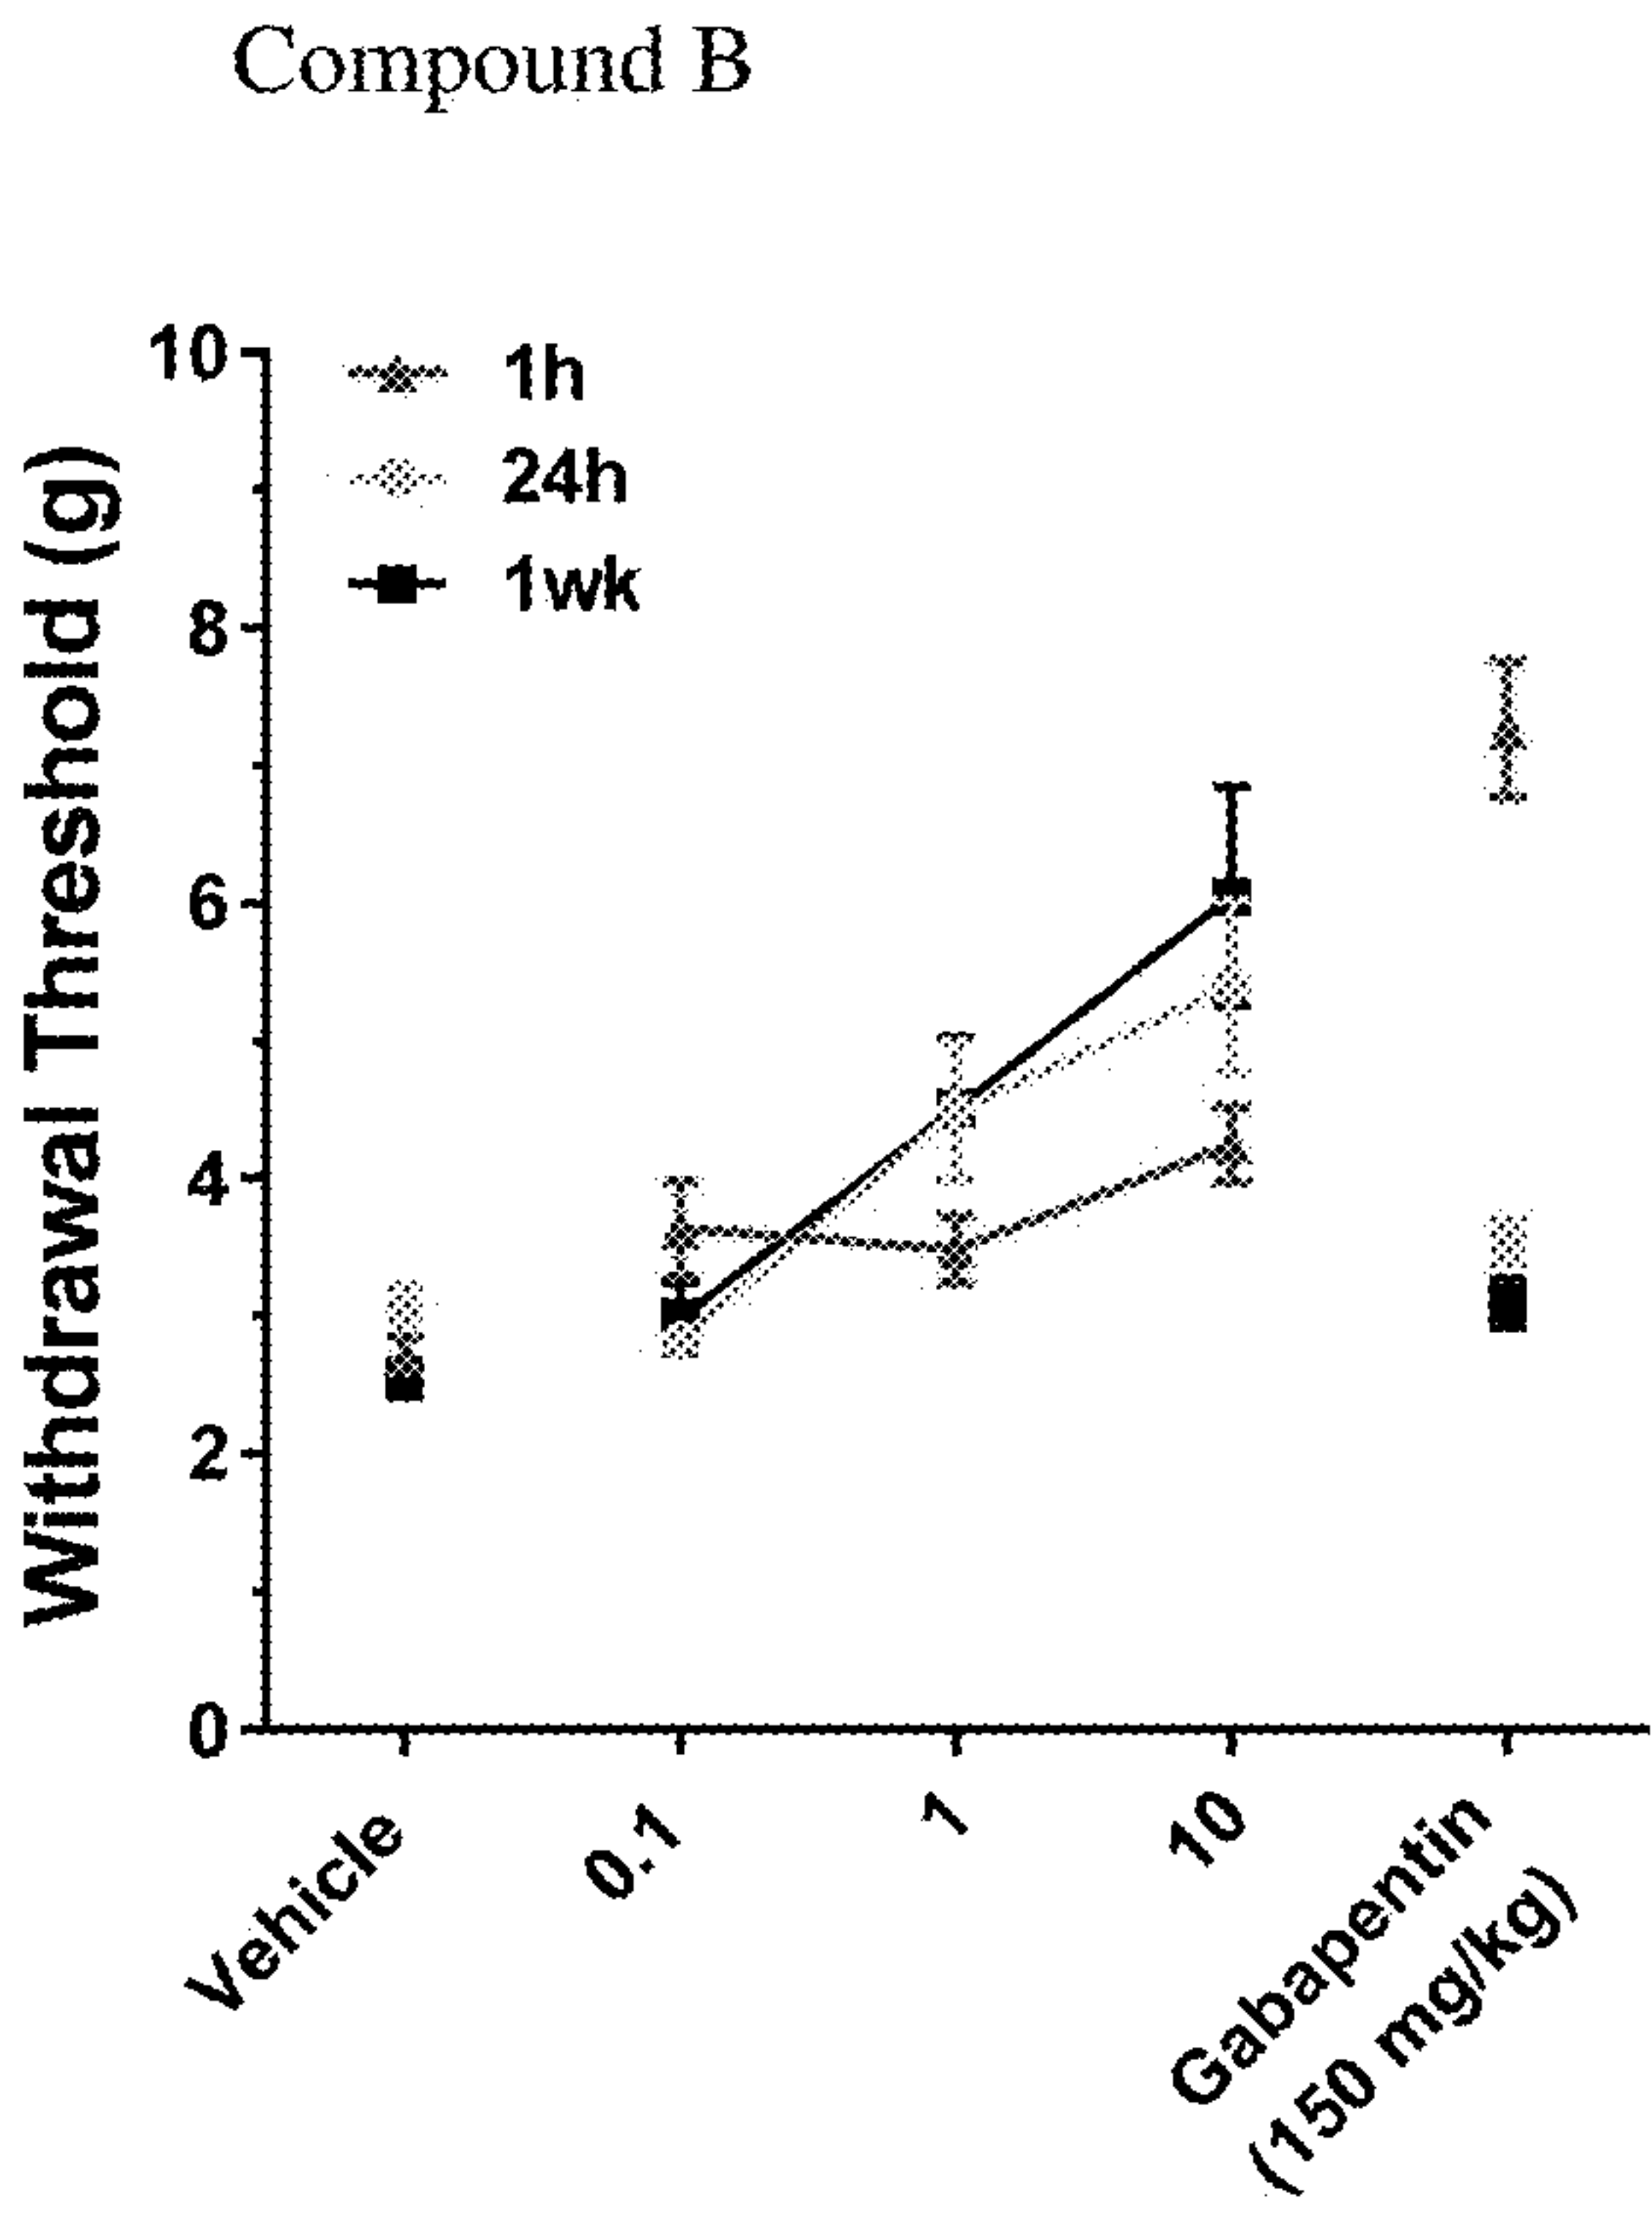 Compound B
10
8
6
4
2
0
Withdrawal Threshold (g)
1h
24h
1wk
Vehicle
0.1
1
10
Gabapentin
(150 mg/kg)